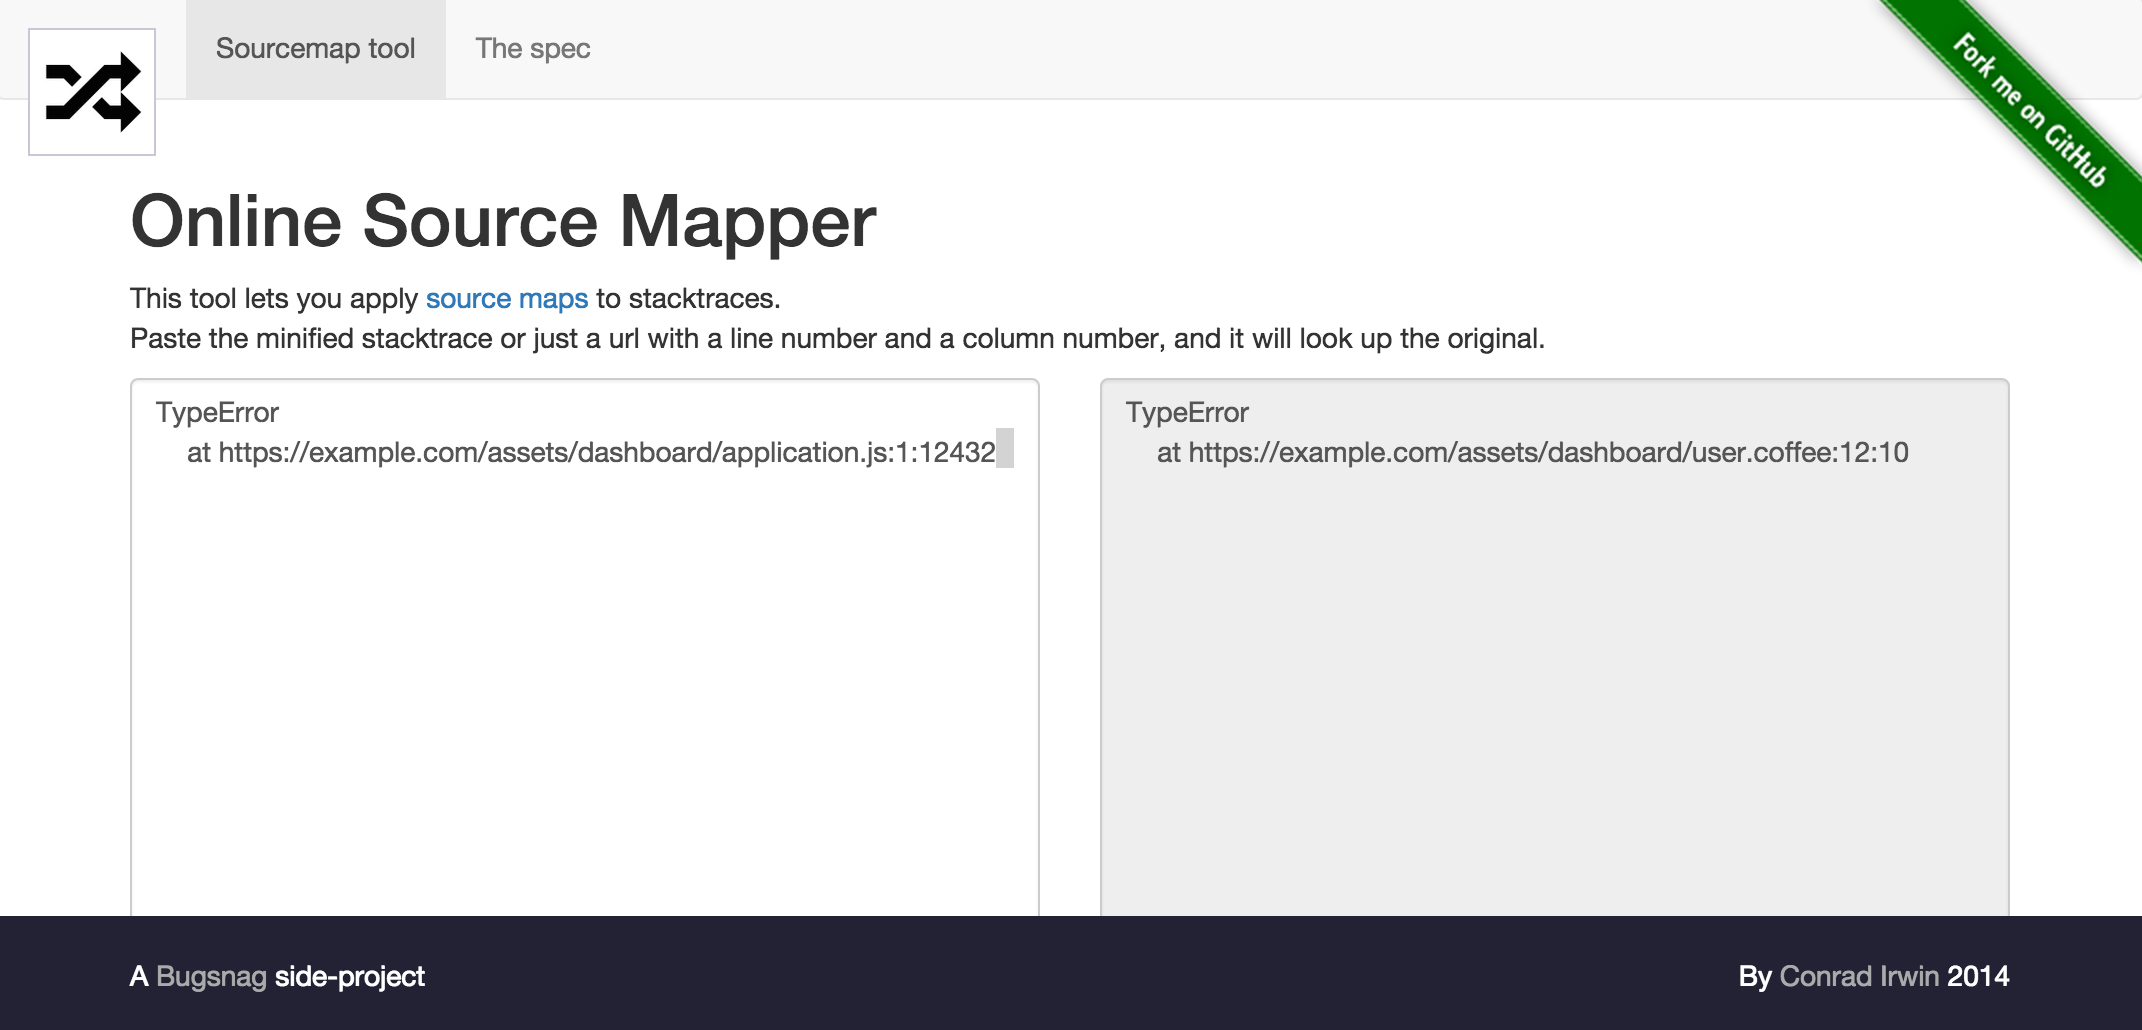 Sourcemap tool
The spec
Fork me on GitHub
Online Source Mapper
This tool lets you apply source maps to stacktraces.
Paste the minified stacktrace or just a url with a line number and a column number, and it will look up the original.
TypeError
at https://example.com/assets/dashboard/application.js:1:12432
TypeError
at https://example.com/assets/dashboard/user.coffee:12:10
A Bugsnag side-project
By Conrad Irwin 2014